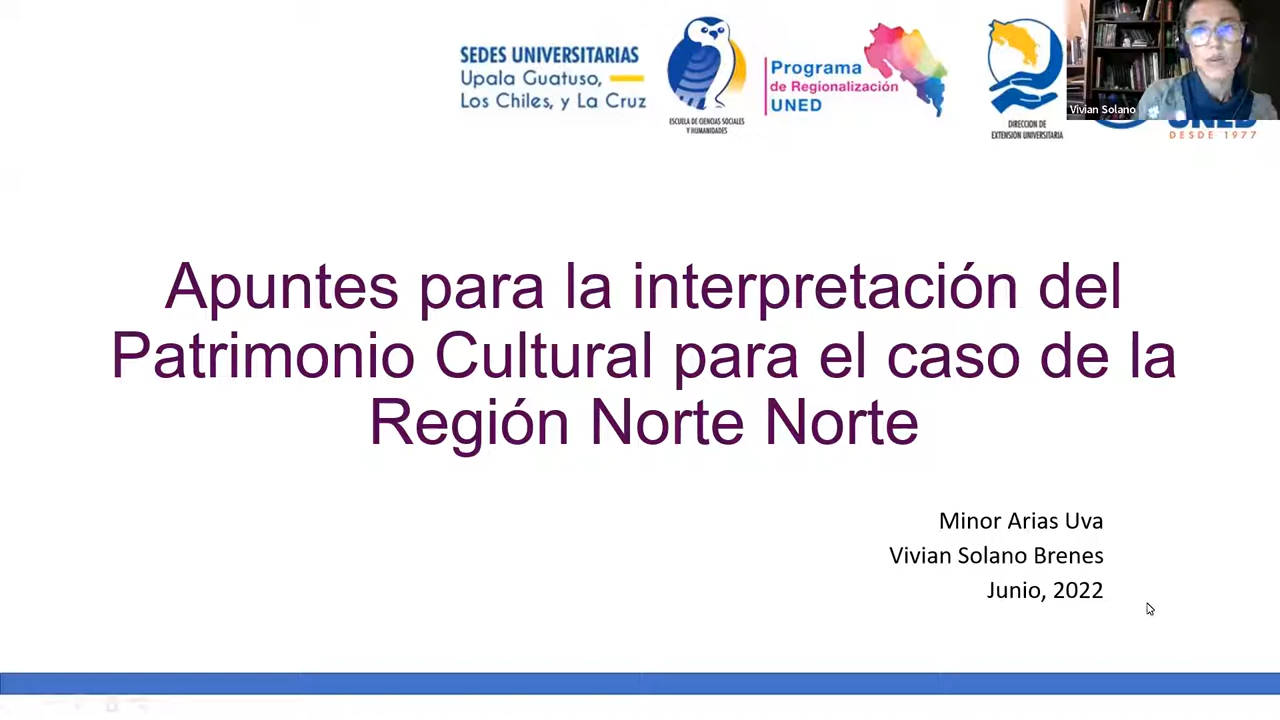 SEDES UNIVERSITARIAS
Upala Guatuso,
Los Chiles, y La Cruz
ESCUELA DE CIENCIAS SOCIALES
Y HUMANIDADES
Programa
de Regionalización
UNED
DIRECCION DE
EXTENSION UNIVERSITARIA
Vivian Solano
UNED
DESDE 1977
Apuntes para la interpretación del
Patrimonio Cultural para el caso de la
Región Norte Norte
Minor Arias Uva
Vivian Solano Brenes
Junio, 2022